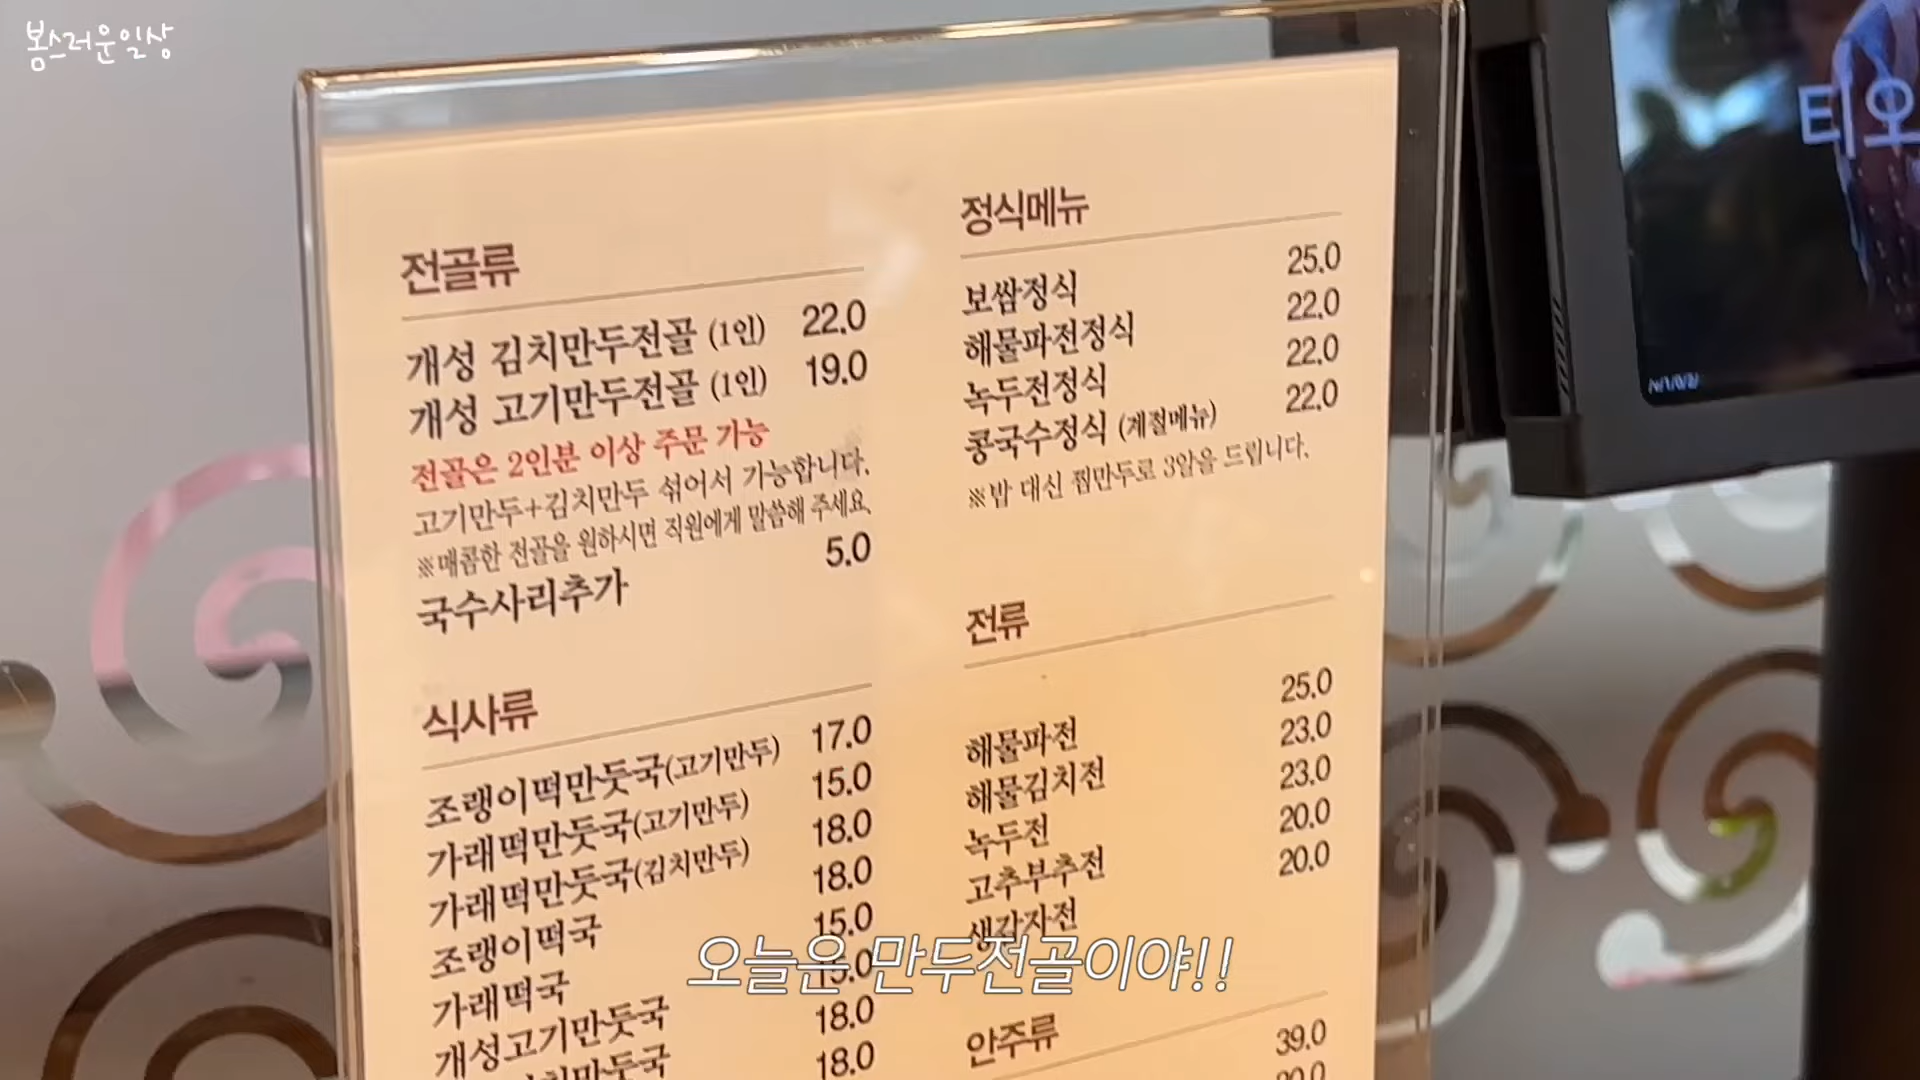 봄스러운일상
전골류
개성 김치만두전골 (1인) 22.0
개성 고기만두전골 (1인) 19.0
전골은 2인분 이상 주문 가능
고기만두+김치만두 섞어서 가능합니다.
※매콤한 전골을 원하시면 직원에게 말씀해 주세요.
국수사리추가 5.0
식사류
조랭이떡만둣국(고기만두) 17.0
가래떡만둣국(고기만두) 15.0
가래떡만둣국(김치만두) 18.0
조랭이떡국 18.0
가래떡국 15.0
개성고기만둣국 15.0
만둣국 18.0
18.0
정식메뉴
보쌈정식 25.0
해물파전정식 22.0
녹두전정식 22.0
콩국수정식 (계절메뉴) 22.0
※밥 대신 찜만두로 3알을 드립니다.
전류
해물파전 25.0
해물김치전 23.0
녹두전 23.0
고추부추전 20.0
생감자전 20.0
안주류
39.0
티오
오늘은 만두전골이야!!